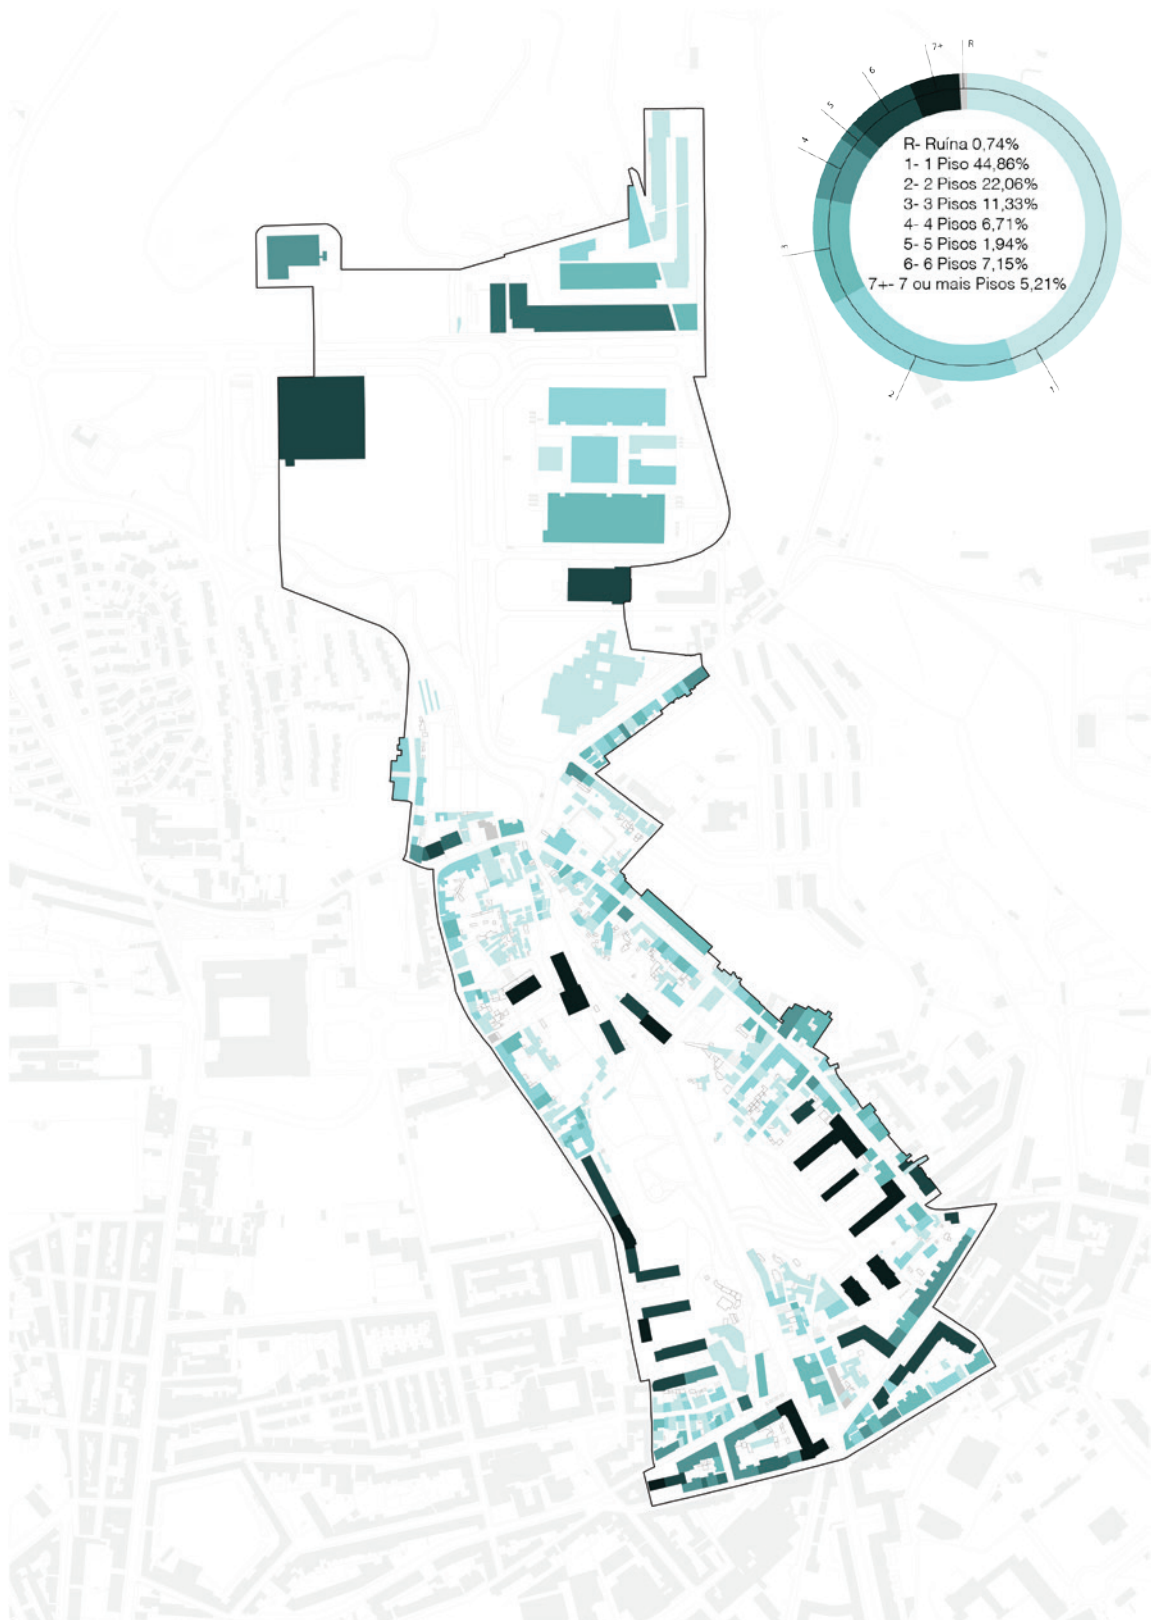 7+
R
6
5
4
3
2
1
R- Ruína 0,74%
1- 1 Piso 44,86%
2- 2 Pisos 22,06%
3- 3 Pisos 11,33%
4- 4 Pisos 6,71%
5- 5 Pisos 1,94%
6- 6 Pisos 7,15%
7+- 7 ou mais Pisos 5,21%